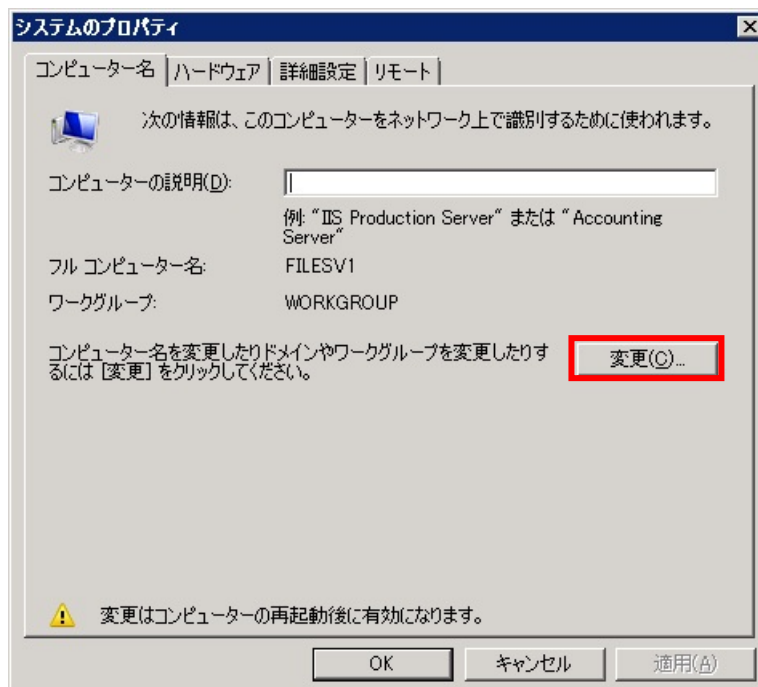 システムのプロパティ
コンピューター名 ハードウェア 詳細設定 リモート
次の情報は、このコンピューターをネットワーク上で識別するために使われます。
コンピューターの説明(D):
例: "IIS Production Server" または "Accounting
Server"
フル コンピューター名: FILESV1
ワークグループ: WORKGROUP
コンピューター名を変更したりドメインやワークグループを変更したりす
るには [変更] をクリックしてください。
変更(C)...
変更はコンピューターの再起動後に有効になります。
OK キャンセル 適用(A)